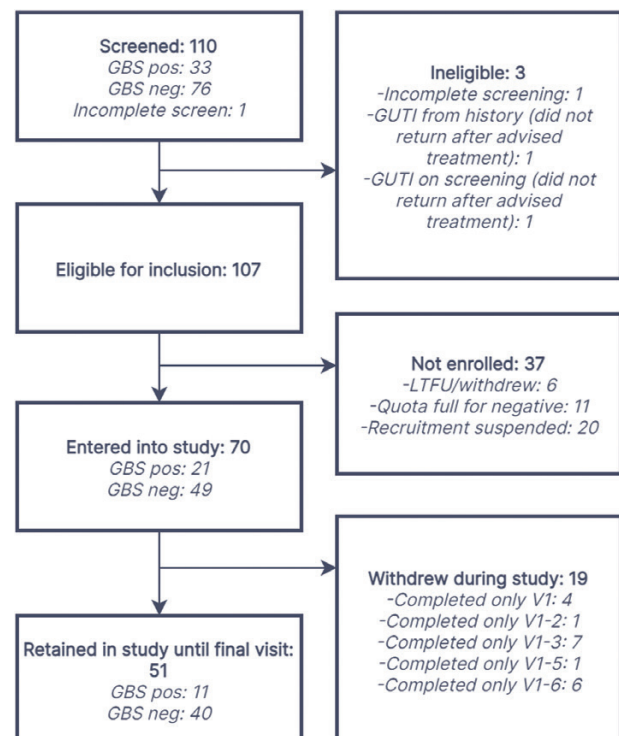 Screened: 110
GBS pos: 33
GBS neg: 76
Incomplete screen: 1
Ineligible: 3
-Incomplete screening: 1
-GUTI from history (did not
return after advised
treatment): 1
-GUTI on screening (did not
return after advised
treatment): 1
Eligible for inclusion: 107
Not enrolled: 37
-LTFU/withdrew: 6
-Quota full for negative: 11
-Recruitment suspended: 20
Entered into study: 70
GBS pos: 21
GBS neg: 49
Withdrew during study: 19
-Completed only V1: 4
-Completed only V1-2: 1
-Completed only V1-3: 7
-Completed only V1-5: 1
-Completed only V1-6: 6
Retained in study until final visit:
51
GBS pos: 11
GBS neg: 40